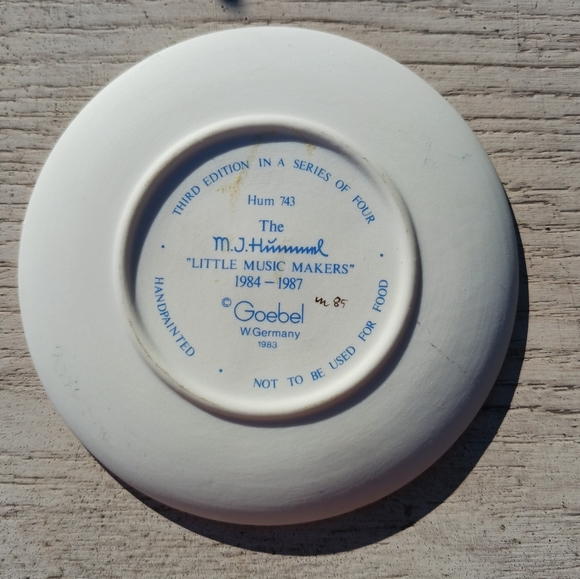 THIRD EDITION IN A SERIES OF FOUR
Hum 743
The
M.J.Hummel
"LITTLE MUSIC MAKERS"
1984 – 1987
© Goebel
m 85
W.Germany
1983
HANDPAINTED
NOT TO BE USED FOR FOOD